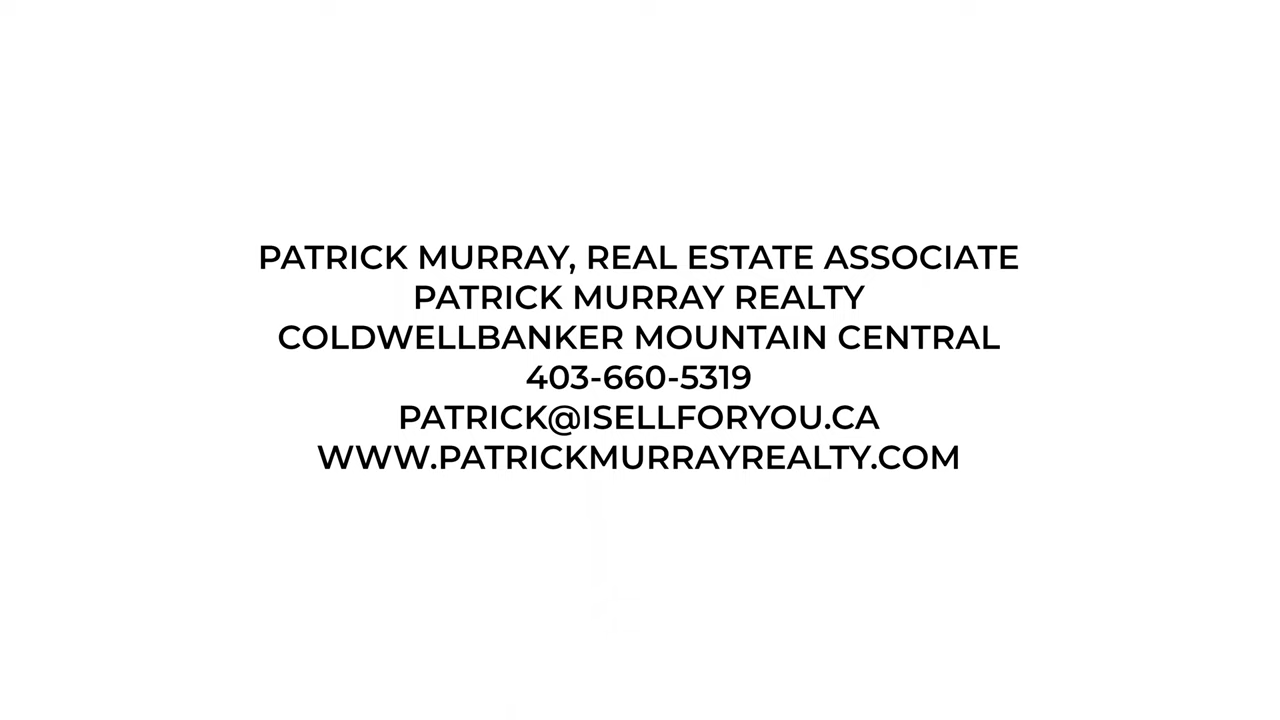 PATRICK MURRAY, REAL ESTATE ASSOCIATE
PATRICK MURRAY REALTY
COLDWELLBANKER MOUNTAIN CENTRAL
403-660-5319
PATRICK@ISELLFORYOU.CA
WWW.PATRICKMURRAYREALTY.COM